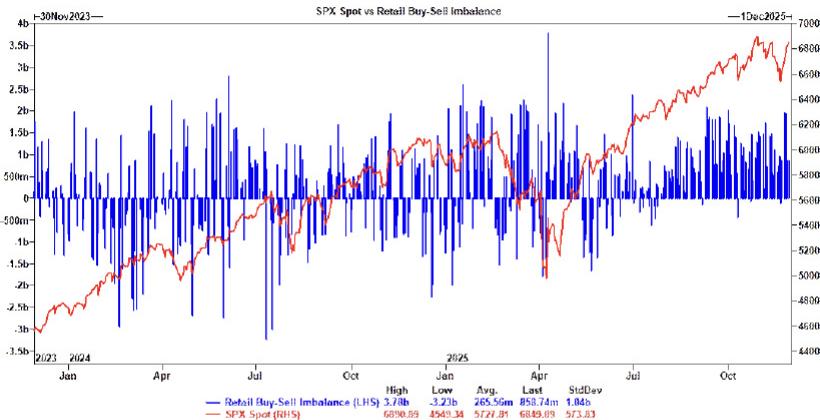 SPX Spot vs Retail Buy-Sell Imbalance
30Nov2023
1Dec2025
4b
3.5b
3b
2.5b
2b
1.5b
1b
500m
0
-500m
-1b
-1.5b
-2b
-2.5b
-3b
-3.5b
7000
6800
6600
6400
6200
6000
5800
5600
5400
5200
5000
4800
4600
4400
2023 2024 2025
Jan Apr Jul Oct Jan Apr Jul Oct
High Low Avg. Last StdDev
Retail Buy-Sell Imbalance (LHS) 3.78b -3.23b 265.56m 858.74m 1.04b
SPX Spot (RHS) 6890.89 4549.34 5727.81 6849.09 573.83